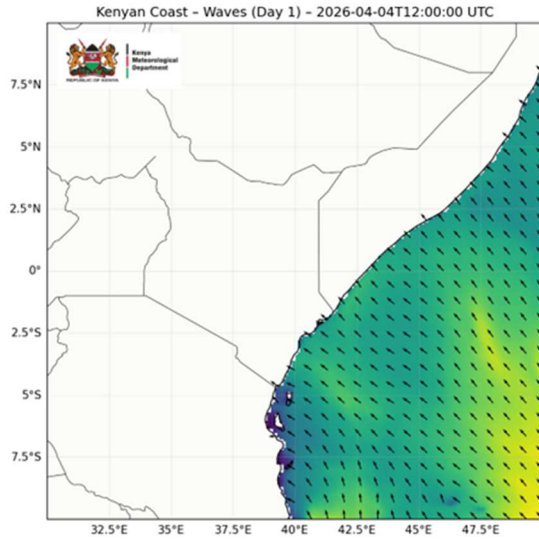 Kenyan Coast – Waves (Day 1) – 2026-04-04T12:00:00 UTC
Kenya
Meteorological
Department
REPUBLIC OF KENYA
7.5°N
5°N
2.5°N
0°
2.5°S
5°S
7.5°S
32.5°E 35°E 37.5°E 40°E 42.5°E 45°E 47.5°E